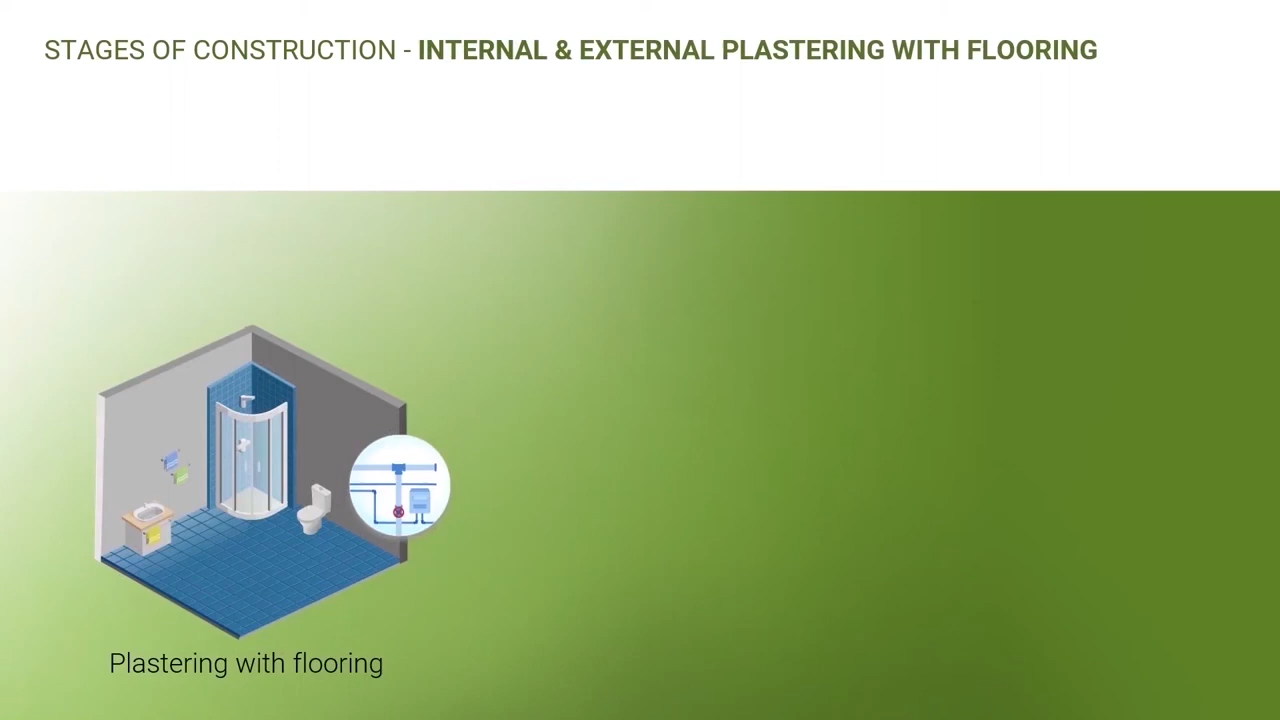 STAGES OF CONSTRUCTION - INTERNAL & EXTERNAL PLASTERING WITH FLOORING
Plastering with flooring